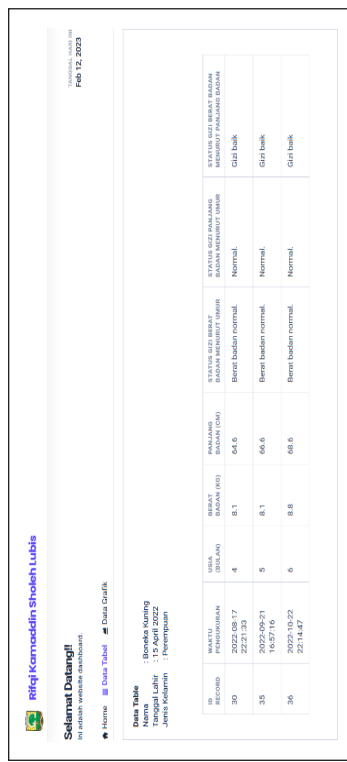 Rifqi Kamaddin Sholeh Lubis
Selamat Datang!!
Ini adalah website dashboard.
TANGGAL HARI INI
Feb 12, 2023
Home Data Tabel Data Grafik
Data Table
Nama : Boneka Kuning
Tanggal Lahir : 15 April 2022
Jenis Kelamin : Perempuan
ID RECORD WAKTU PENGUKURAN USIA (BULAN) BERAT BADAN (KG) PANJANG BADAN (CM) STATUS GIZI BERAT BADAN MENURUT UMUR STATUS GIZI PANJANG BADAN MENURUT UMUR STATUS GIZI BERAT BADAN MENURUT PANJANG BADAN
30 2022-08-17 22:21:33 4 8.1 64.6 Berat badan normal. Normal. Gizi baik
35 2022-09-21 16:57:16 5 8.1 66.6 Berat badan normal. Normal. Gizi baik
36 2022-10-22 22:14:47 6 8.8 68.6 Berat badan normal. Normal. Gizi baik